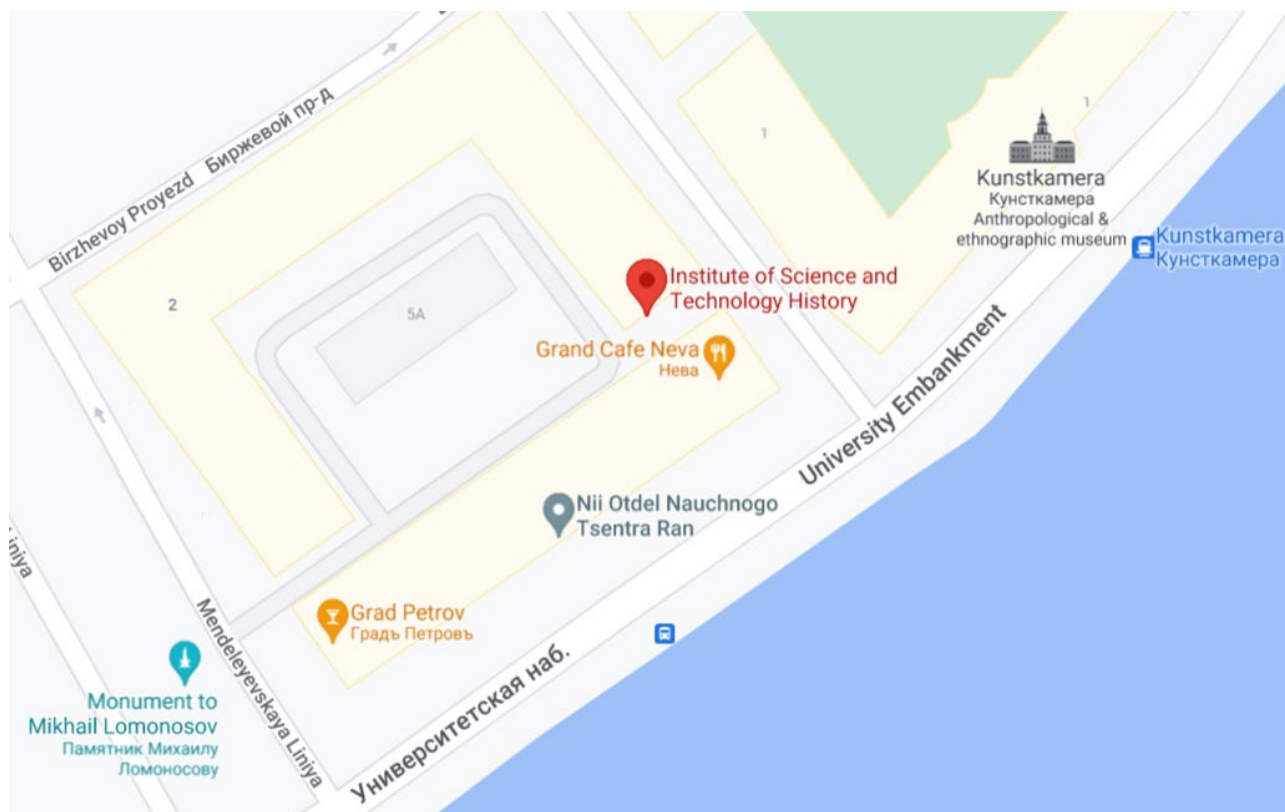 Birzhevoy Proyezd Биржевой пр-д
1
1
Kunstkamera
Кунсткамера
Anthropological &
ethnographic museum
Kunstkamera
Кунсткамера
Institute of Science and
Technology History
2
5A
Grand Cafe Neva
Нева
University Embankment
Nii Otdel Nauchnogo
Tsentra Ran
Liniya
Grad Petrov
Градъ Петровъ
Mendeleyevskaya Liniya
Monument to
Mikhail Lomonosov
Памятник Михаилу
Ломоносову
Университетская наб.